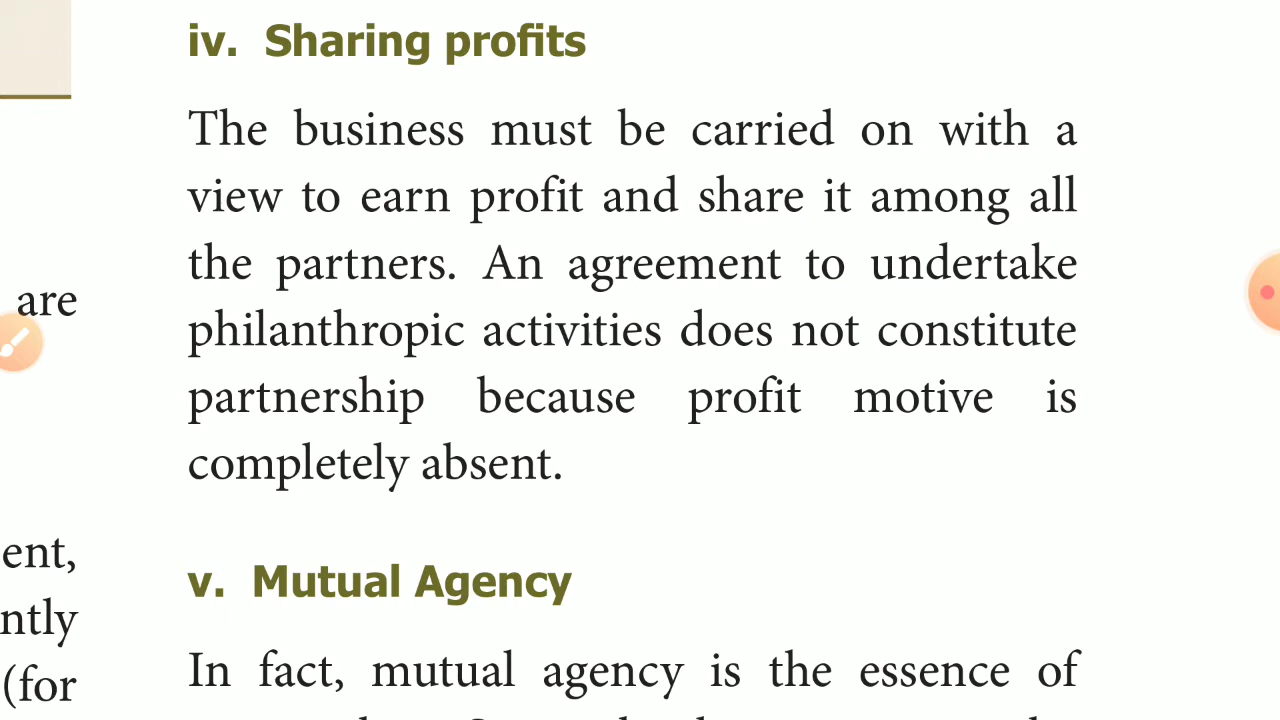 iv. Sharing profits
The business must be carried on with a
view to earn profit and share it among all
the partners. An agreement to undertake
philanthropic activities does not constitute
partnership because profit motive is
completely absent.
v. Mutual Agency
In fact, mutual agency is the essence of
are
ent,
ntly
(for